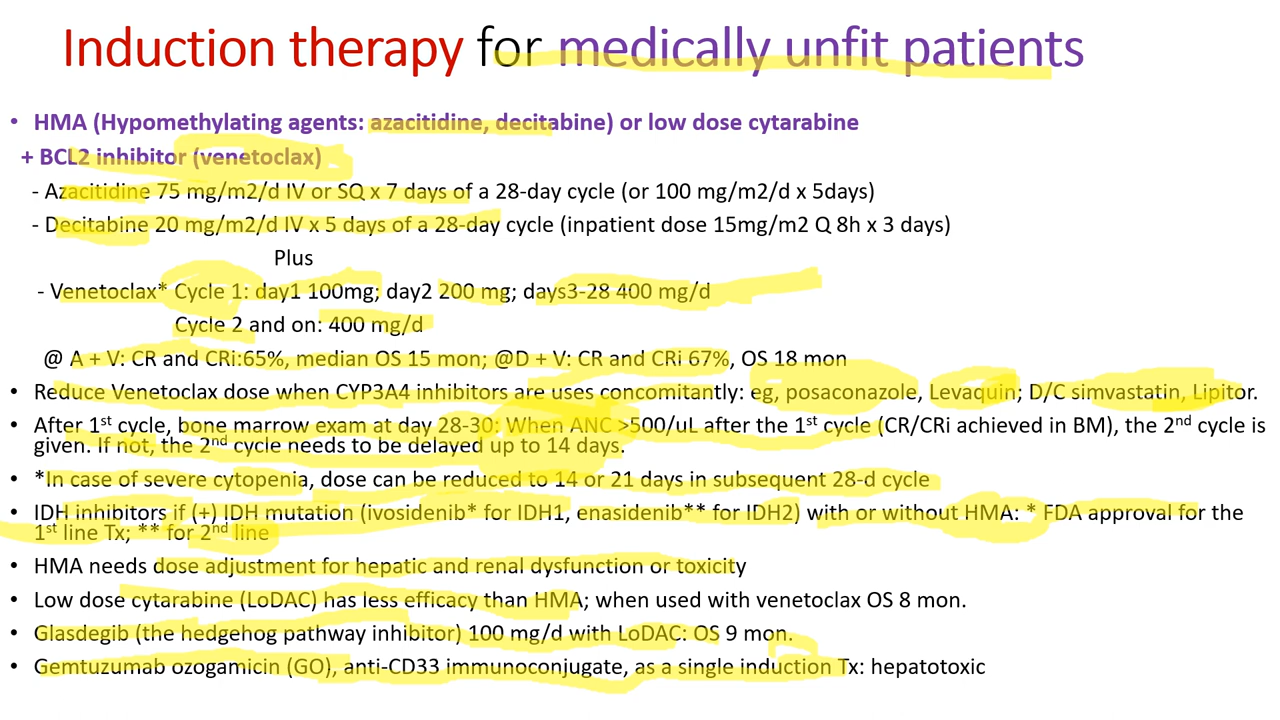 Induction therapy for medically unfit patients
• HMA (Hypomethylating agents: azacitidine, decitabine) or low dose cytarabine
+ BCL2 inhibitor (venetoclax)
- Azacitidine 75 mg/m2/d IV or SQ x 7 days of a 28-day cycle (or 100 mg/m2/d x 5days)
- Decitabine 20 mg/m2/d IV x 5 days of a 28-day cycle (inpatient dose 15mg/m2 Q 8h x 3 days)
Plus
- Venetoclax* Cycle 1: day1 100mg; day2 200 mg; days3-28 400 mg/d
Cycle 2 and on: 400 mg/d
@ A + V: CR and CRi:65%, median OS 15 mon; @D + V: CR and CRi 67%, OS 18 mon
• Reduce Venetoclax dose when CYP3A4 inhibitors are uses concomitantly: eg, posaconazole, Levaquin; D/C simvastatin, Lipitor.
• After 1st cycle, bone marrow exam at day 28-30: When ANC >500/uL after the 1st cycle (CR/CRi achieved in BM), the 2nd cycle is
given. If not, the 2nd cycle needs to be delayed up to 14 days.
• *In case of severe cytopenia, dose can be reduced to 14 or 21 days in subsequent 28-d cycle
• IDH inhibitors if (+) IDH mutation (ivosidenib* for IDH1, enasidenib** for IDH2) with or without HMA: * FDA approval for the
1st line Tx; ** for 2nd line
• HMA needs dose adjustment for hepatic and renal dysfunction or toxicity
• Low dose cytarabine (LoDAC) has less efficacy than HMA; when used with venetoclax OS 8 mon.
• Glasdegib (the hedgehog pathway inhibitor) 100 mg/d with LoDAC: OS 9 mon.
• Gemtuzumab ozogamicin (GO), anti-CD33 immunoconjugate, as a single induction Tx: hepatotoxic